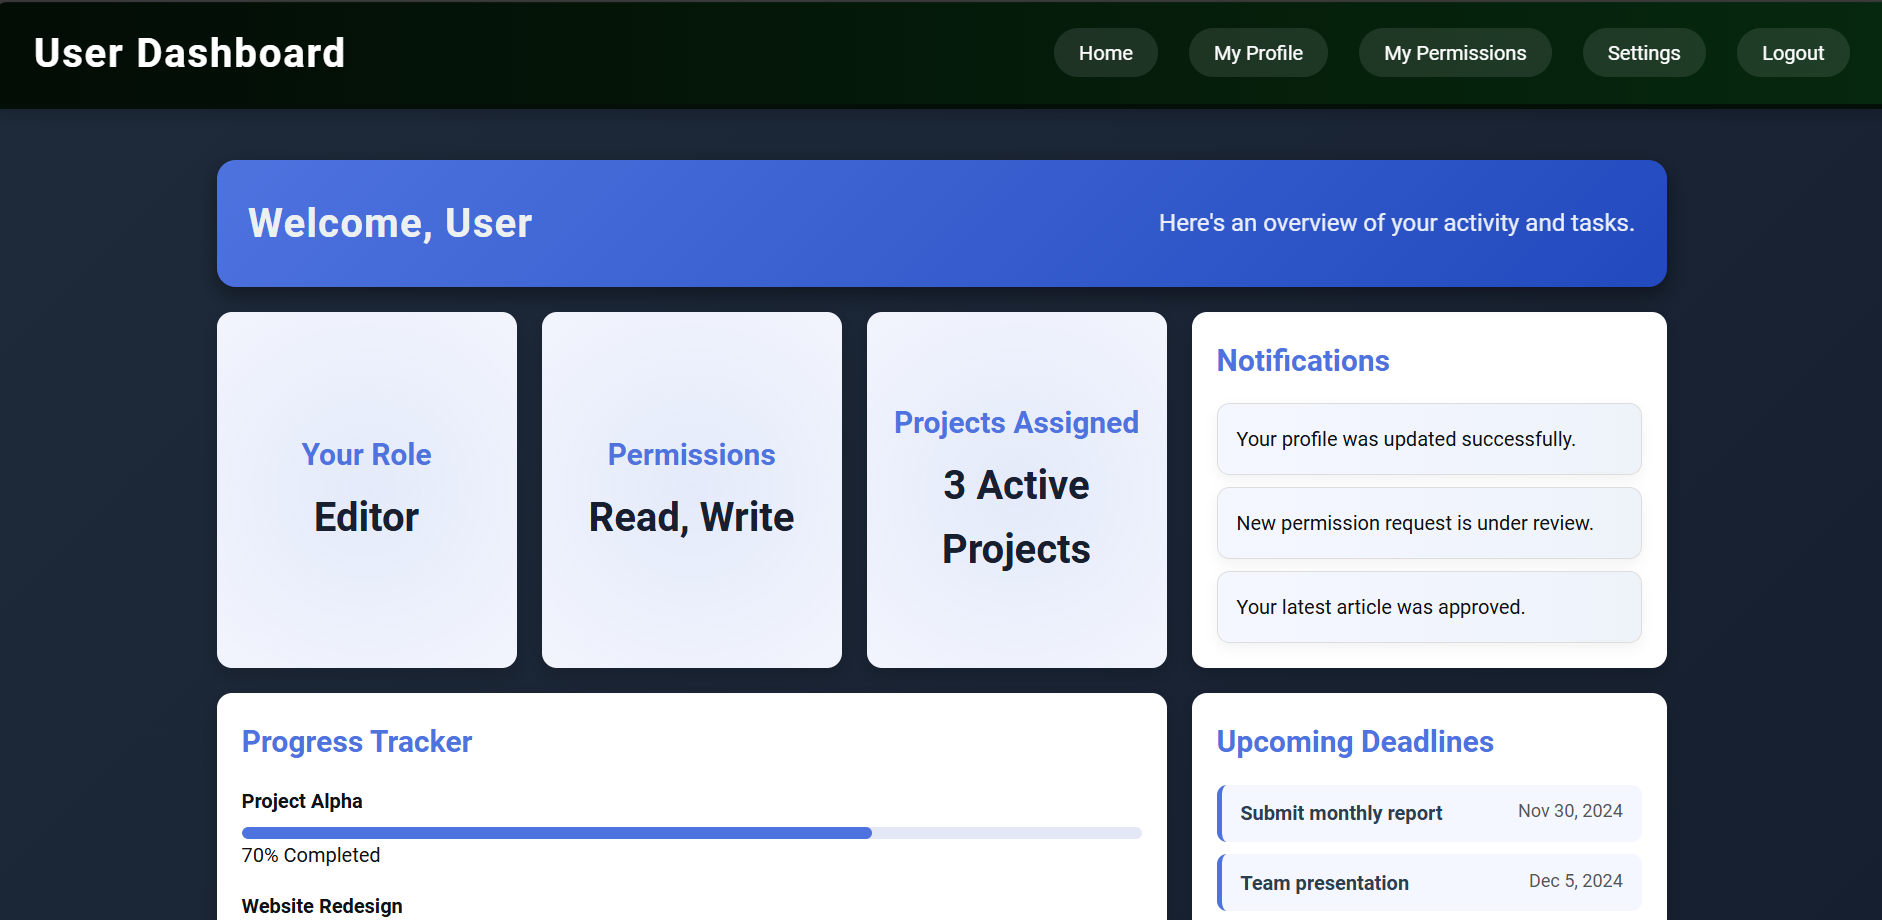 User Dashboard
Home
My Profile
My Permissions
Settings
Logout
Welcome, User
Here's an overview of your activity and tasks.
Your Role
Editor
Permissions
Read, Write
Projects Assigned
3 Active
Projects
Notifications
Your profile was updated successfully.
New permission request is under review.
Your latest article was approved.
Progress Tracker
Project Alpha
70% Completed
Website Redesign
Upcoming Deadlines
Submit monthly report
Nov 30, 2024
Team presentation
Dec 5, 2024